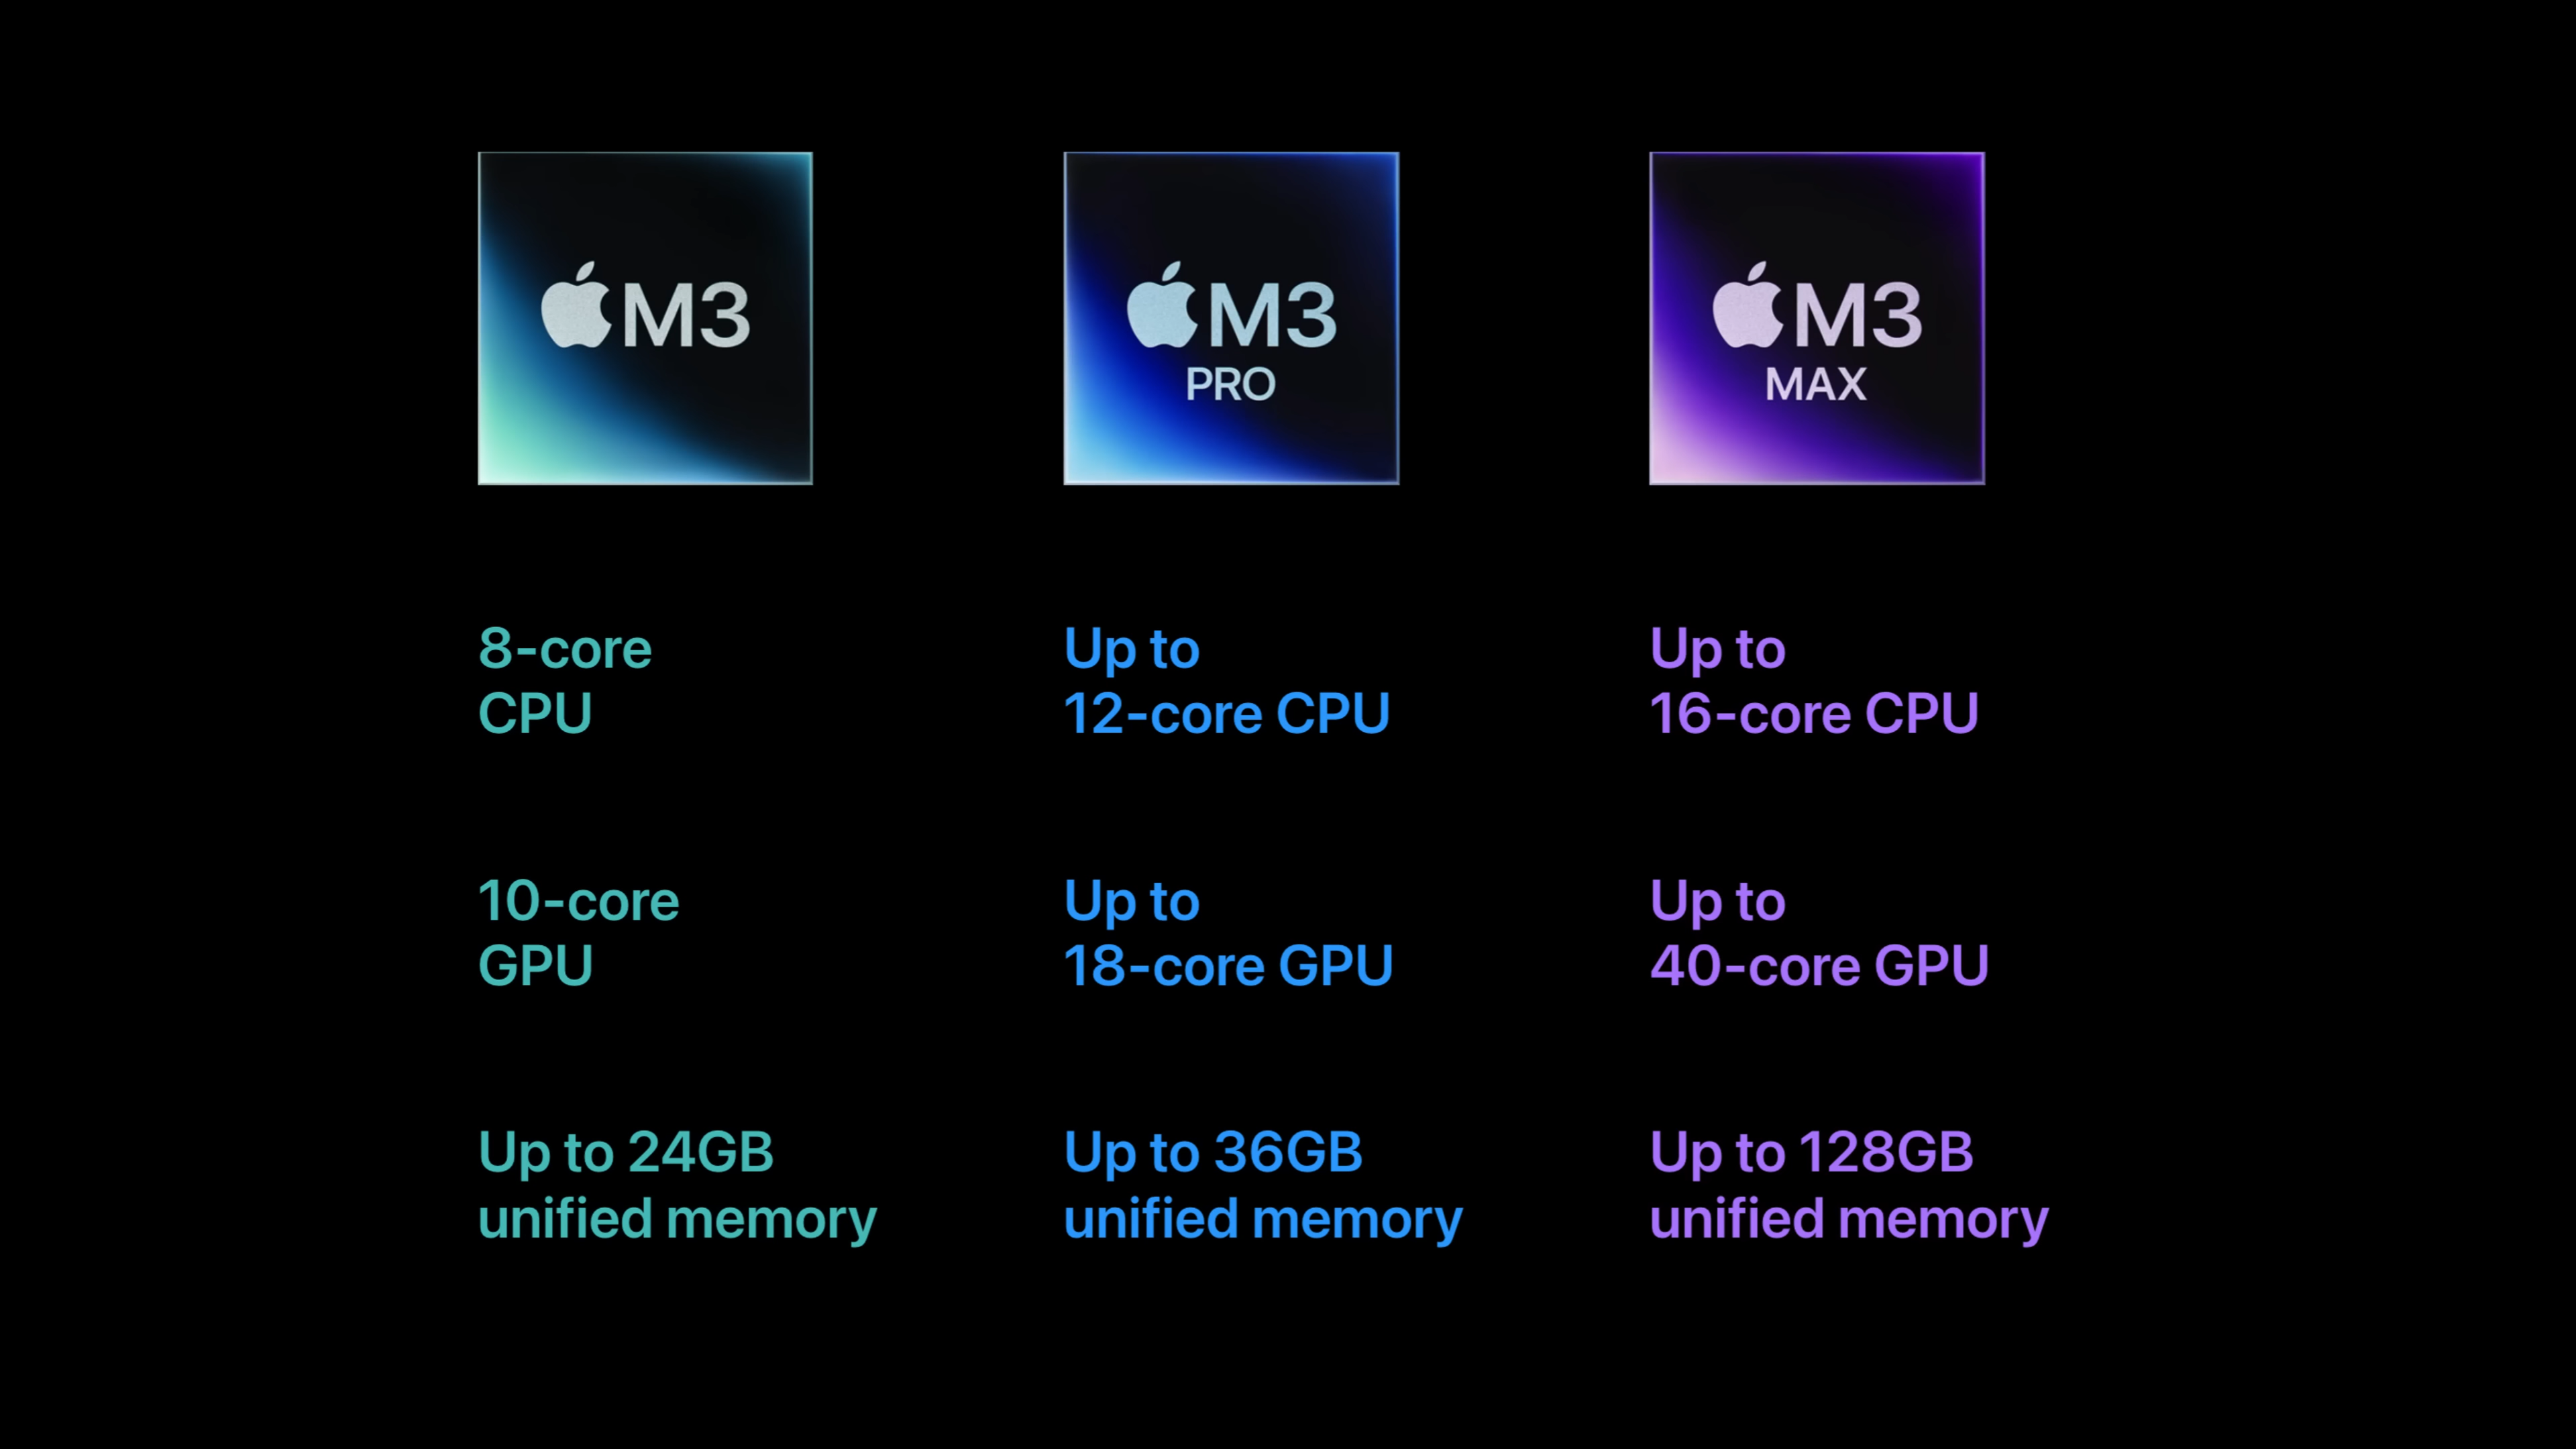 M3
M3
PRO
M3
MAX
8-core
CPU
Up to
12-core CPU
Up to
16-core CPU
10-core
GPU
Up to
18-core GPU
Up to
40-core GPU
Up to 24GB
unified memory
Up to 36GB
unified memory
Up to 128GB
unified memory